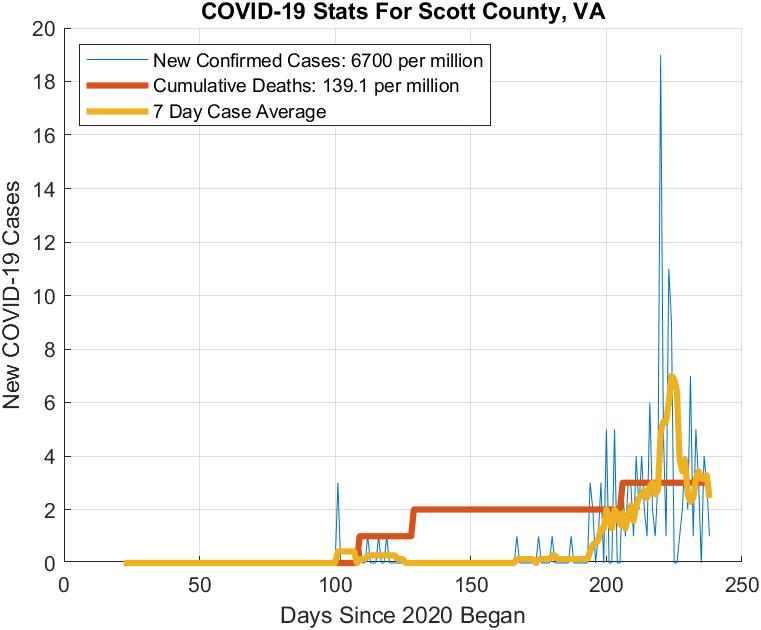 COVID-19 Stats For Scott County, VA
New Confirmed Cases: 6700 per million
Cumulative Deaths: 139.1 per million
7 Day Case Average
New COVID-19 Cases
20
18
16
14
12
10
8
6
4
2
0
0 50 100 150 200 250
Days Since 2020 Began